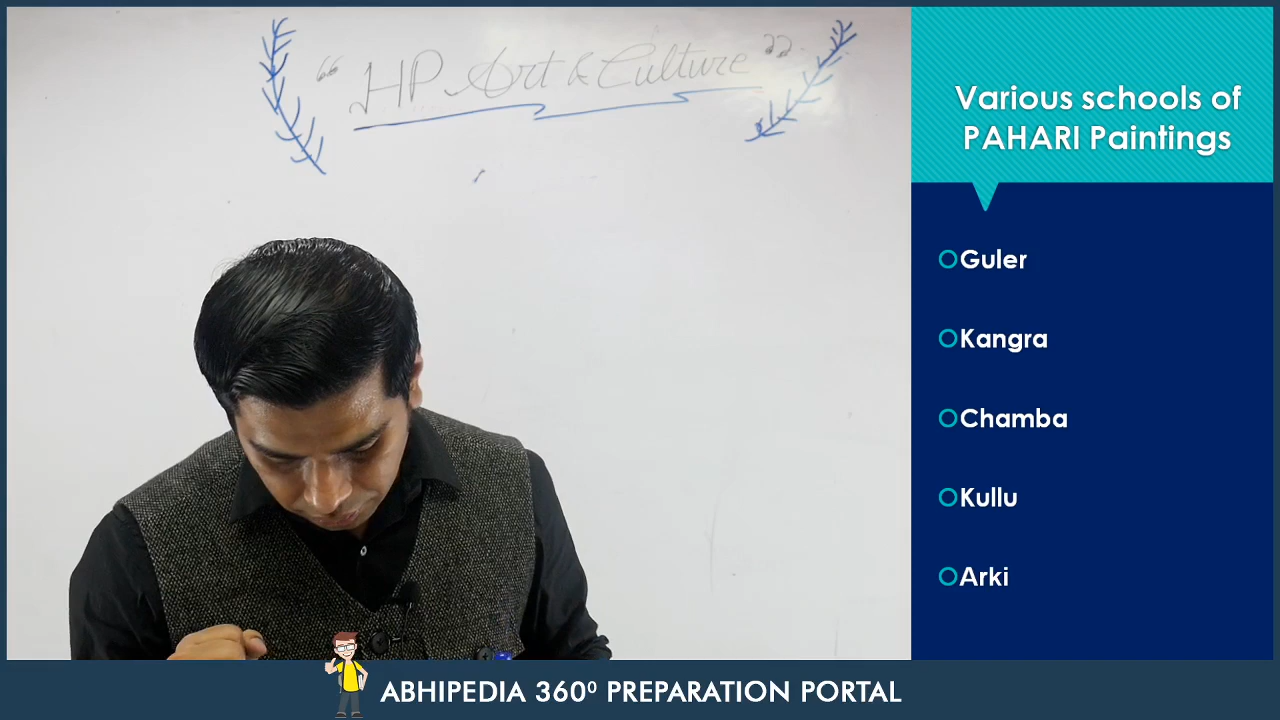 “HP Art & Culture”
Various schools of
PAHARI Paintings
Guler
Kangra
Chamba
Kullu
Arki
ABHIPEDIA 360⁰ PREPARATION PORTAL